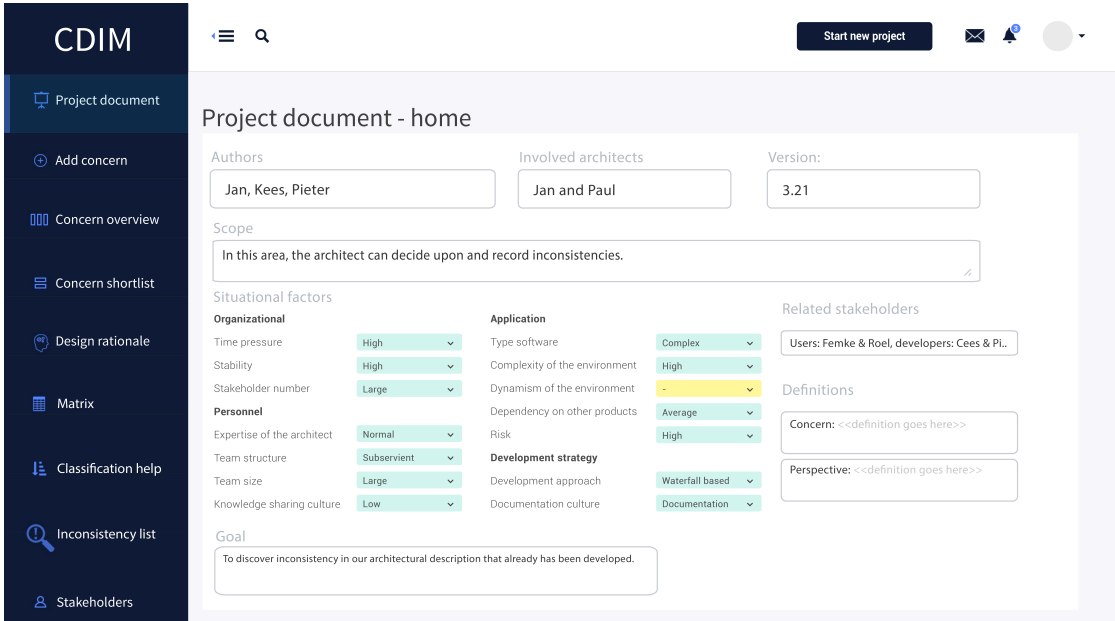 CDIM
Start new project
3
Project document
Add concern
Concern overview
Concern shortlist
Design rationale
Matrix
Classification help
Inconsistency list
Stakeholders
Project document - home
Authors
Involved architects
Version:
Jan, Kees, Pieter
Jan and Paul
3.21
Scope
In this area, the architect can decide upon and record inconsistencies.
Situational factors
Organizational
Time pressure High
Stability High
Stakeholder number Large
Personnel
Expertise of the architect Normal
Team structure Subservient
Team size Large
Knowledge sharing culture Low
Application
Type software Complex
Complexity of the environment High
Dynamism of the environment -
Dependency on other products Average
Risk High
Development strategy
Development approach Waterfall based
Documentation culture Documentation
Related stakeholders
Users: Femke & Roel, developers: Cees & Pi..
Definitions
Concern: <<definition goes here>>
Perspective: <<definition goes here>>
Goal
To discover inconsistency in our architectural description that already has been developed.